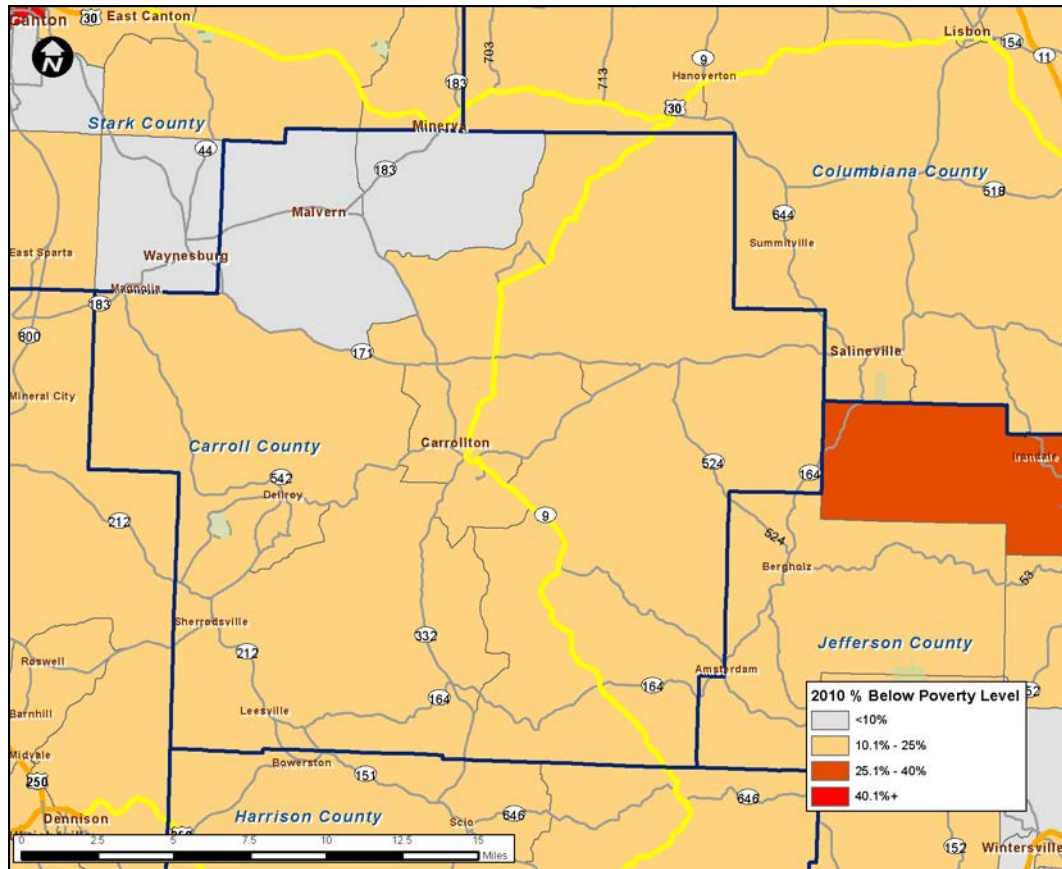 Canton
30
East Canton
N
Stark County
44
183
703
713
9
Hanoverton
30
Lisbon
154
11
Minerva
183
Malvern
Columbiana County
518
644
Summitville
East Sparta
Waynesburg
Magnolia
183
800
171
Salineville
Mineral City
Carroll County
Carrollton
542
Dellroy
524
164
Irondale
212
9
524
Bergholz
53
Sherrodsville
332
Jefferson County
Roswell
212
Amsterdam
164
164
Barnhill
Leesville
152
2010 % Below Poverty Level
<10%
10.1% - 25%
25.1% - 40%
40.1%+
Midvale
250
Bowerston
151
Dennison
Harrison County
Scio
646
646
0 2.5 5 7.5 10 12.5 15
Miles
152
Wintersville